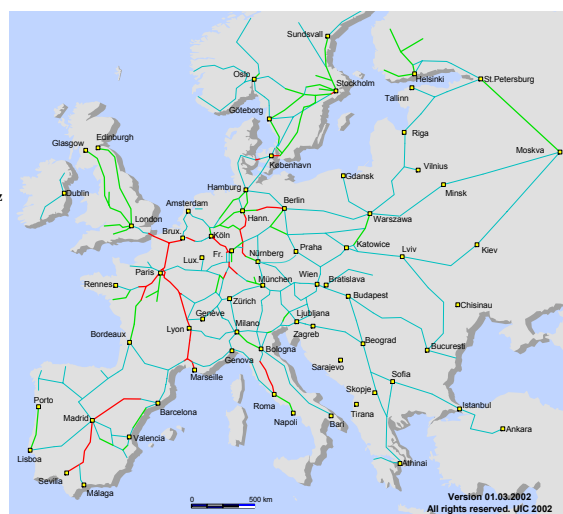 Sundsvall
Oslo
Stockholm
Helsinki
St.Petersburg
Tallinn
Göteborg
Riga
Moskva
Glasgow
Edinburgh
København
Vilnius
Gdansk
Minsk
z
Dublin
Hamburg
Amsterdam
Hann.
Berlin
London
Warszawa
Brux.
Köln
Praha
Katowice
Lviv
Kiev
Lux.
Fr.
Nürnberg
Paris
Rennes
München
Wien
Bratislava
Budapest
Zürich
Chisinau
Genève
Ljubljana
Lyon
Milano
Zagreb
Bordeaux
Bologna
Beograd
Bucuresti
Genova
Sarajevo
Marseille
Sofia
Porto
Skopje
Barcelona
Roma
Tirana
Istanbul
Madrid
Napoli
Bari
Ankara
Valencia
Lisboa
Athinai
Sevilla
Málaga
0 500 km
Version 01.03.2002
All rights reserved. UIC 2002